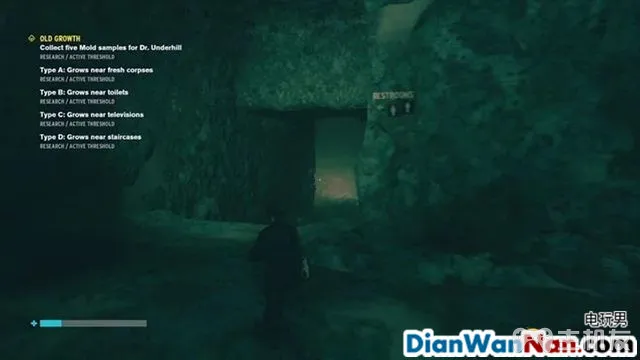 OLD GROWTH
Collect five Mold samples for Dr. Underhill
RESEARCH / ACTIVE THRESHOLD
Type A: Grows near fresh corpses
RESEARCH / ACTIVE THRESHOLD
Type B: Grows near toilets
RESEARCH / ACTIVE THRESHOLD
Type C: Grows near televisions
RESEARCH / ACTIVE THRESHOLD
Type D: Grows near staircases
RESEARCH / ACTIVE THRESHOLD
RESTROOMS
电玩男
DianWanNan.com